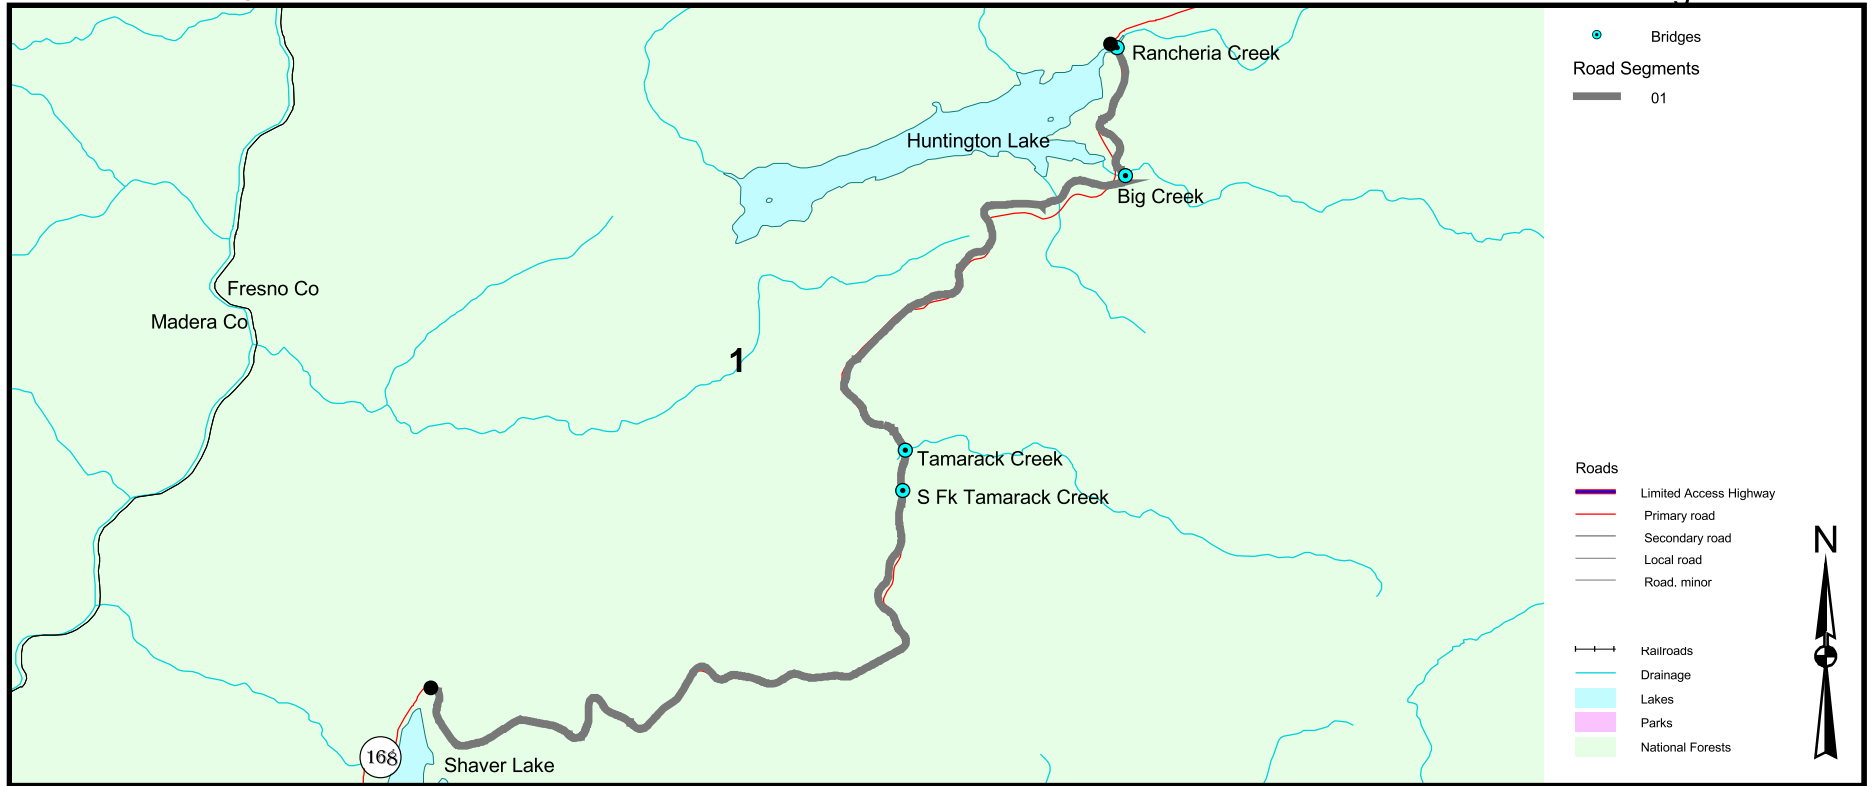 Rancheria Creek
Huntington Lake
Big Creek
Fresno Co
Madera Co
1
Tamarack Creek
S Fk Tamarack Creek
168
Shaver Lake
Bridges
Road Segments
01
Roads
Limited Access Highway
Primary road
Secondary road
Local road
Road, minor
N
Railroads
Drainage
Lakes
Parks
National Forests